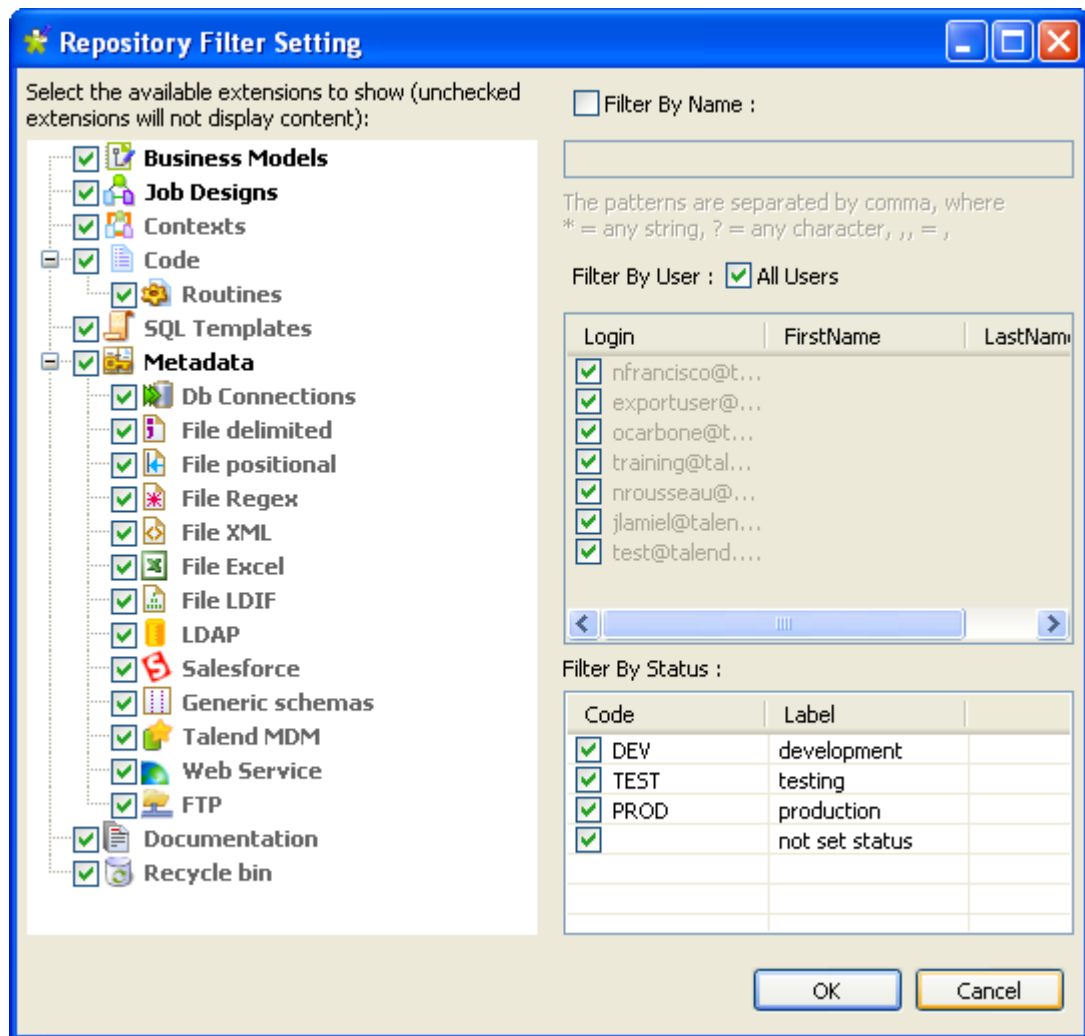 Repository Filter Setting
Select the available extensions to show (unchecked
extensions will not display content):
Business Models
Job Designs
Contexts
Code
Routines
SQL Templates
Metadata
Db Connections
File delimited
File positional
File Regex
File XML
File Excel
File LDIF
LDAP
Salesforce
Generic schemas
Talend MDM
Web Service
FTP
Documentation
Recycle bin
Filter By Name :
The patterns are separated by comma, where
* = any string, ? = any character, ,, = ,
Filter By User : All Users
Login FirstName LastNam
nfrancisco@t...
exportuser@...
ocarbone@t...
training@tal...
nrousseau@...
jlamiel@talen...
test@talend....
Filter By Status :
Code Label
DEV development
TEST testing
PROD production
not set status
OK Cancel